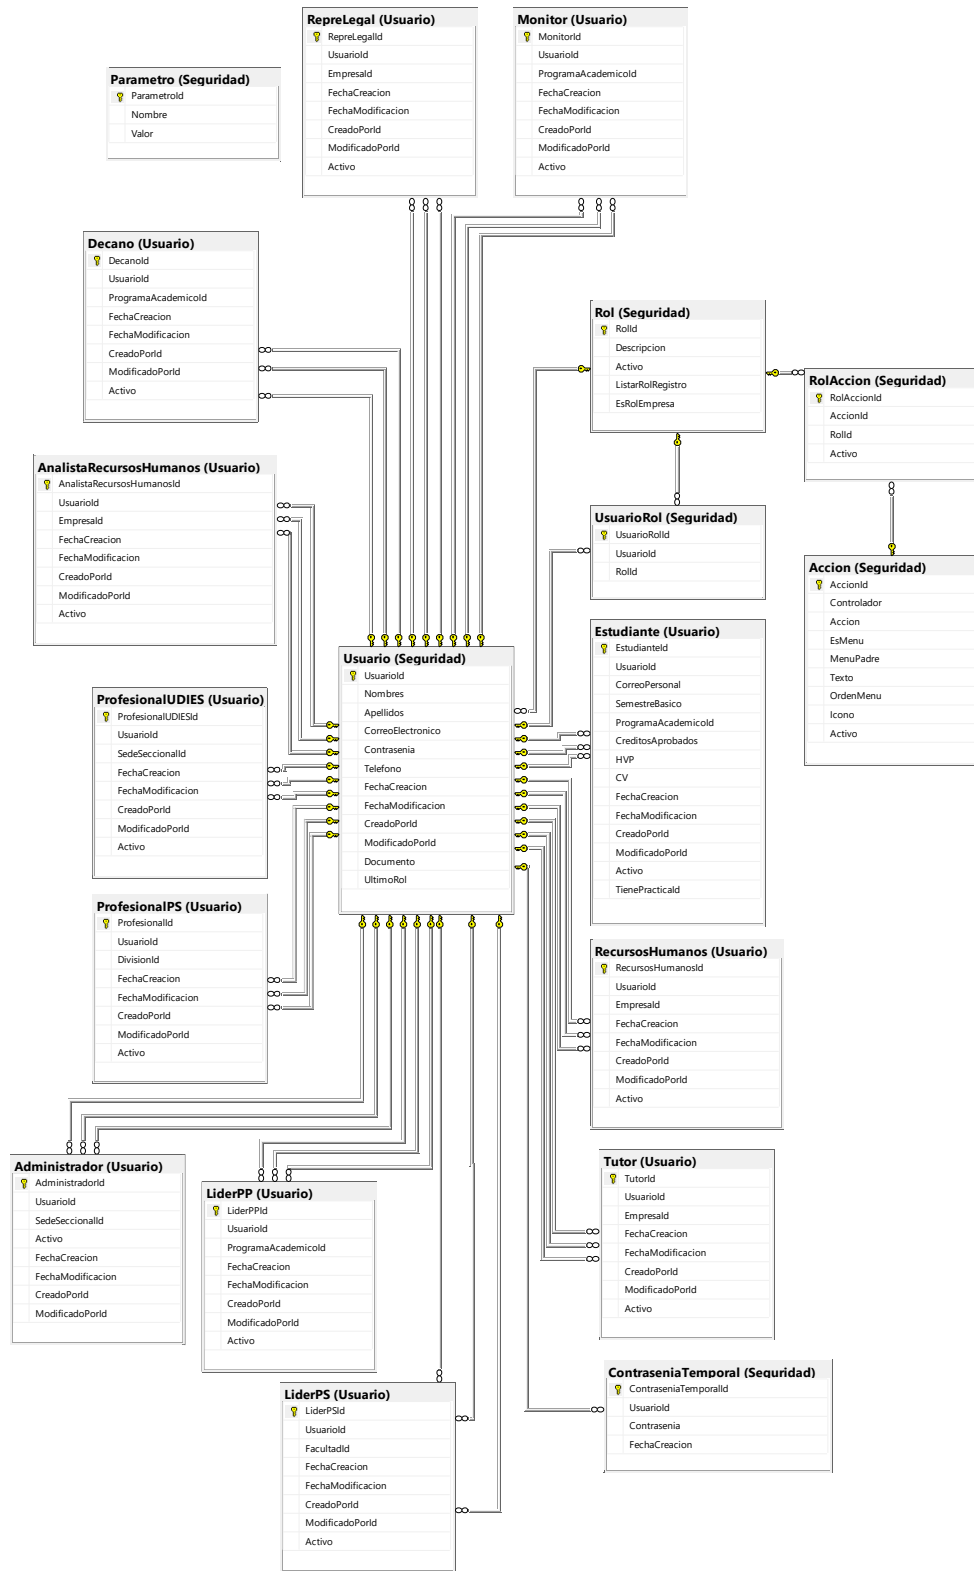 RepreLegal (Usuario)
RepreLegalId
UsuarioId
EmpresaId
FechaCreacion
FechaModificacion
CreadoPorId
ModificadoPorId
Activo
Monitor (Usuario)
MonitorId
UsuarioId
ProgramaAcademicoId
FechaCreacion
FechaModificacion
CreadoPorId
ModificadoPorId
Activo
Parametro (Seguridad)
ParametroId
Nombre
Valor
Decano (Usuario)
DecanoId
UsuarioId
ProgramaAcademicoId
FechaCreacion
FechaModificacion
CreadoPorId
ModificadoPorId
Activo
Rol (Seguridad)
RolId
Descripcion
Activo
ListarRolRegistro
EsRolEmpresa
RolAccion (Seguridad)
RolAccionId
AccionId
RolId
Activo
AnalistaRecursosHumanos (Usuario)
AnalistaRecursosHumanosId
UsuarioId
EmpresaId
FechaCreacion
FechaModificacion
CreadoPorId
ModificadoPorId
Activo
UsuarioRol (Seguridad)
UsuarioRolId
UsuarioId
RolId
Accion (Seguridad)
AccionId
Controlador
Accion
EsMenu
MenuPadre
Texto
OrdenMenu
Icono
Activo
Estudiante (Usuario)
EstudianteId
UsuarioId
CorreoPersonal
SemestreBasico
ProgramaAcademicoId
CreditosAprobados
HVP
CV
FechaCreacion
FechaModificacion
CreadoPorId
ModificadoPorId
Activo
TienePracticaId
Usuario (Seguridad)
UsuarioId
Nombres
Apellidos
CorreoElectronico
Contrasenia
Telefono
FechaCreacion
FechaModificacion
CreadoPorId
ModificadoPorId
Documento
UltimoRol
ProfesionalUDIES (Usuario)
ProfesionalUDIESId
UsuarioId
SedeSeccionalId
FechaCreacion
FechaModificacion
CreadoPorId
ModificadoPorId
Activo
ProfesionalPS (Usuario)
ProfesionalId
UsuarioId
DivisionId
FechaCreacion
FechaModificacion
CreadoPorId
ModificadoPorId
Activo
RecursosHumanos (Usuario)
RecursosHumanosId
UsuarioId
EmpresaId
FechaCreacion
FechaModificacion
CreadoPorId
ModificadoPorId
Activo
Administrador (Usuario)
AdministradorId
UsuarioId
SedeSeccionalId
Activo
FechaCreacion
FechaModificacion
CreadoPorId
ModificadoPorId
LiderPP (Usuario)
LiderPPId
UsuarioId
ProgramaAcademicoId
FechaCreacion
FechaModificacion
CreadoPorId
ModificadoPorId
Activo
Tutor (Usuario)
TutorId
UsuarioId
EmpresaId
FechaCreacion
FechaModificacion
CreadoPorId
ModificadoPorId
Activo
LiderPS (Usuario)
LiderPSId
UsuarioId
FacultadId
FechaCreacion
FechaModificacion
CreadoPorId
ModificadoPorId
Activo
ContraseniaTemporal (Seguridad)
ContraseniaTemporalId
UsuarioId
Contrasenia
FechaCreacion